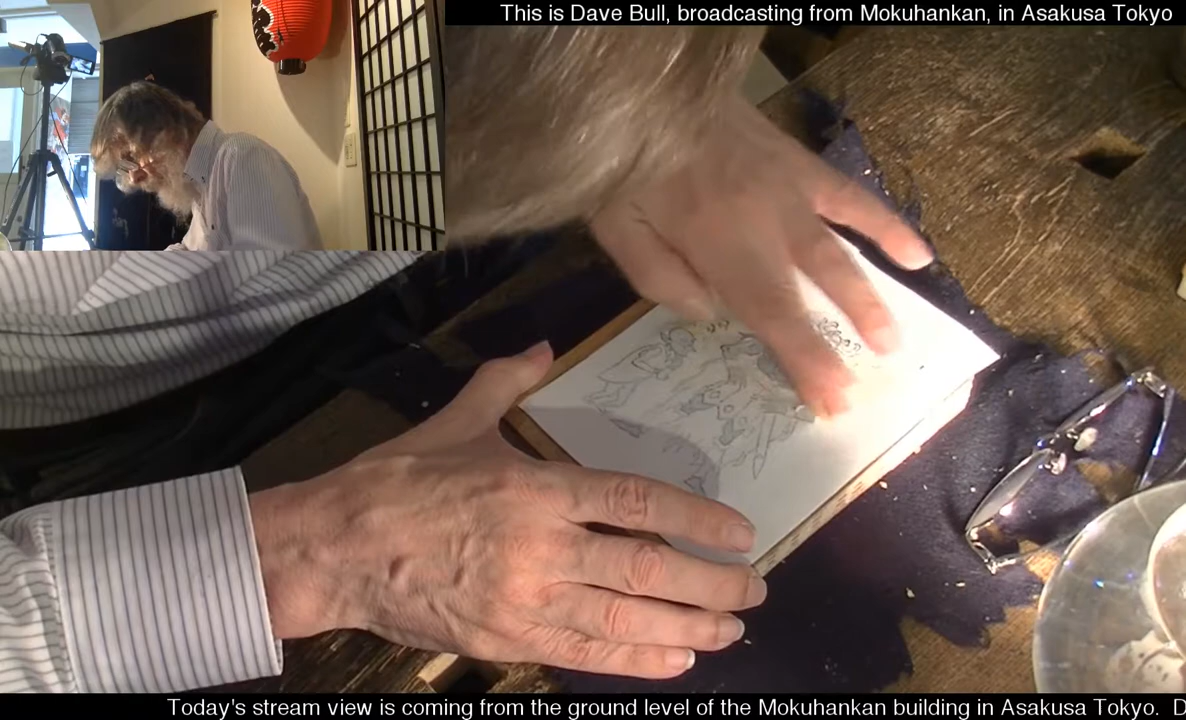 This is Dave Bull, broadcasting from Mokuhankan, in Asakusa Tokyo
Today's stream view is coming from the ground level of the Mokuhankan building in Asakusa Tokyo. D